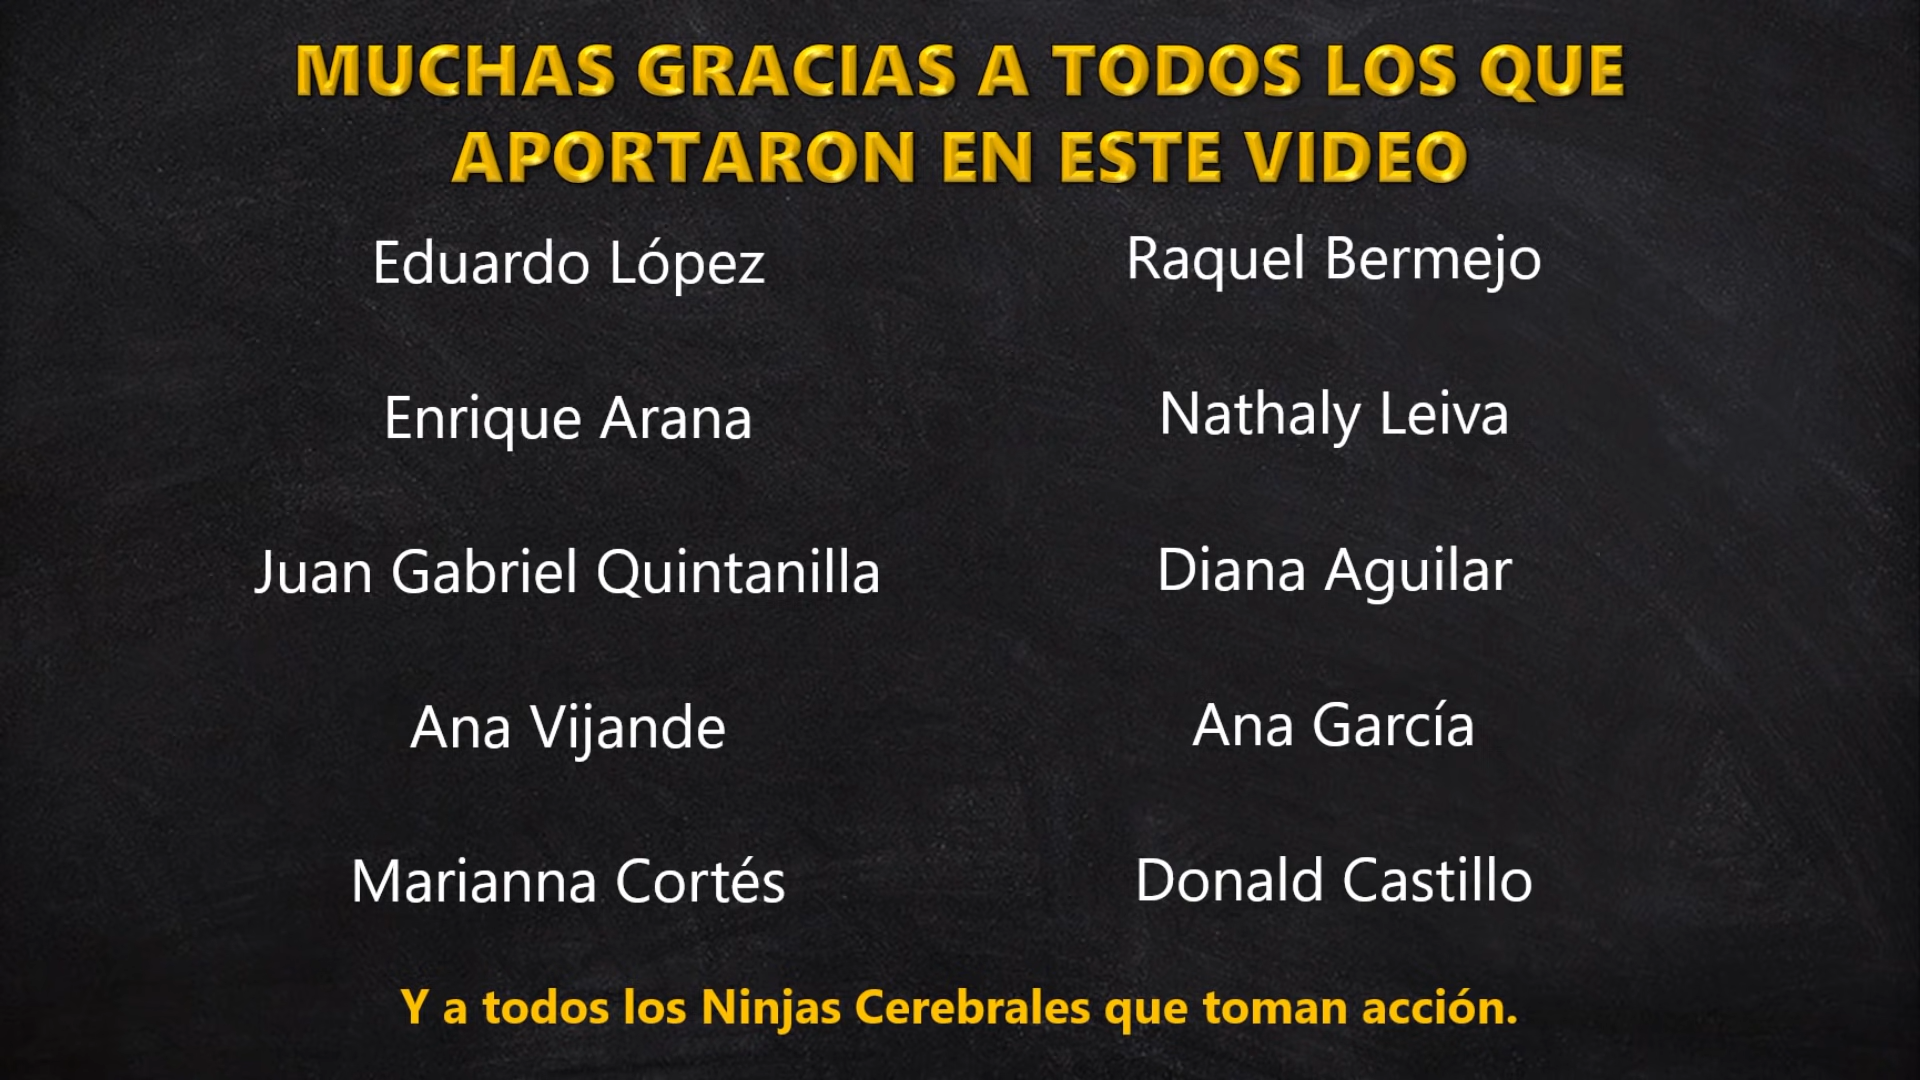 MUCHAS GRACIAS A TODOS LOS QUE
APORTARON EN ESTE VIDEO
Eduardo López
Raquel Bermejo
Enrique Arana
Nathaly Leiva
Juan Gabriel Quintanilla
Diana Aguilar
Ana Vijande
Ana García
Marianna Cortés
Donald Castillo
Y a todos los Ninjas Cerebrales que toman acción.